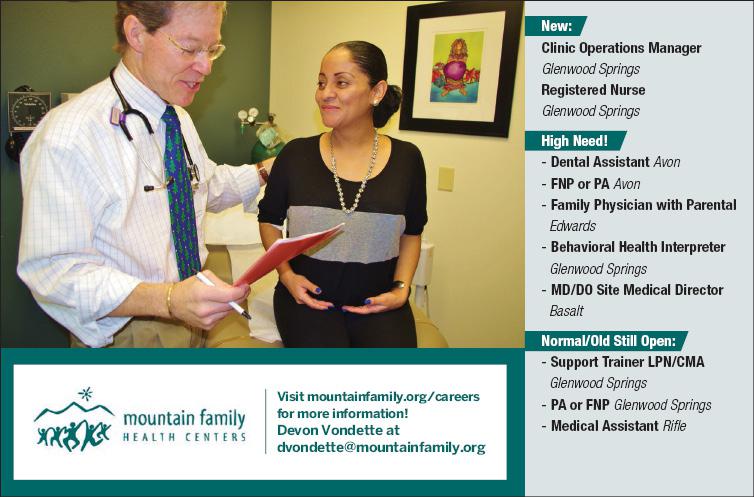 New:
Clinic Operations Manager
Glenwood Springs
Registered Nurse
Glenwood Springs
High Need!
- Dental Assistant Avon
- FNP or PA Avon
- Family Physician with Parental
Edwards
- Behavioral Health Interpreter
Glenwood Springs
- MD/DO Site Medical Director
Basalt
Normal/Old Still Open:
- Support Trainer LPN/CMA
Glenwood Springs
- PA or FNP Glenwood Springs
- Medical Assistant Rifle
mountain family
HEALTH CENTERS
Visit mountainfamily.org/careers
for more information!
Devon Vondette at
dvondette@mountainfamily.org